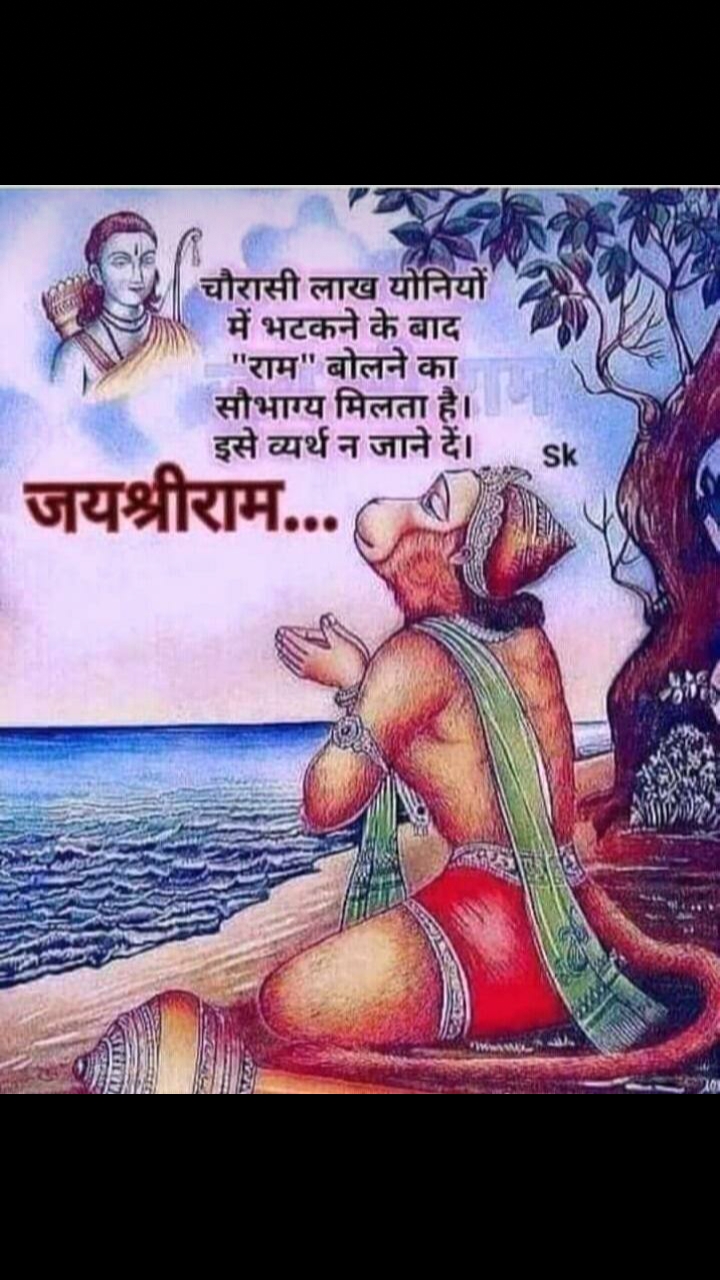 चौरासी लाख योनियों
में भटकने के बाद
"राम" बोलने का
सौभाग्य मिलता है।
इसे व्यर्थ न जाने दें।
Sk
जयश्रीराम...